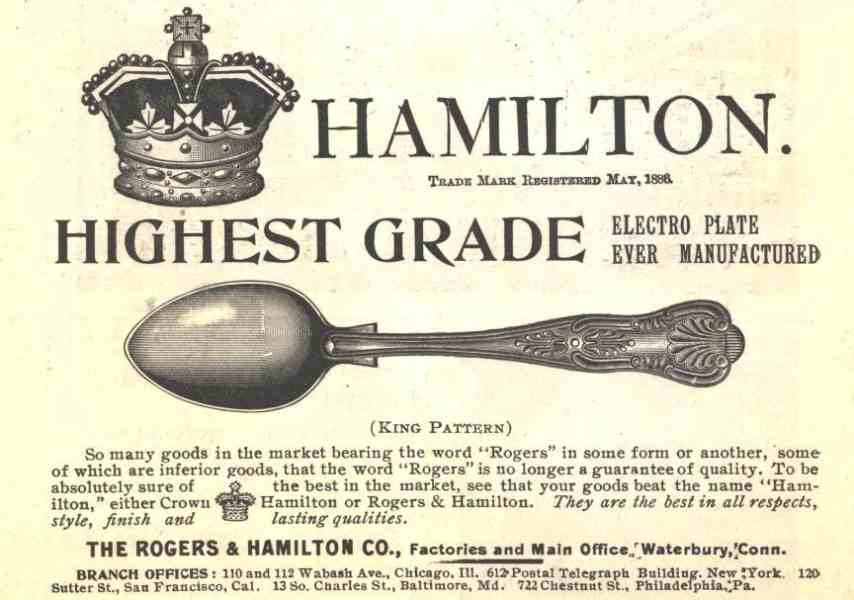 HAMILTON.
TRADE MARK REGISTERED MAY, 1886.
HIGHEST GRADE
ELECTRO PLATE
EVER MANUFACTURED
(KING PATTERN)
So many goods in the market bearing the word "Rogers" in some form or another, some
of which are inferior goods, that the word "Rogers" is no longer a guarantee of quality. To be
absolutely sure of the best in the market, see that your goods beat the name "Ham-
ilton," either Crown Hamilton or Rogers & Hamilton. They are the best in all respects,
style, finish and lasting qualities.
THE ROGERS & HAMILTON CO., Factories and Main Office, Waterbury, Conn.
BRANCH OFFICES: 110 and 112 Wabash Ave., Chicago, Ill. 612 Postal Telegraph Building, New York. 120
Sutter St., San Francisco, Cal. 13 So. Charles St., Baltimore, Md. 722 Chestnut St., Philadelphia, Pa.